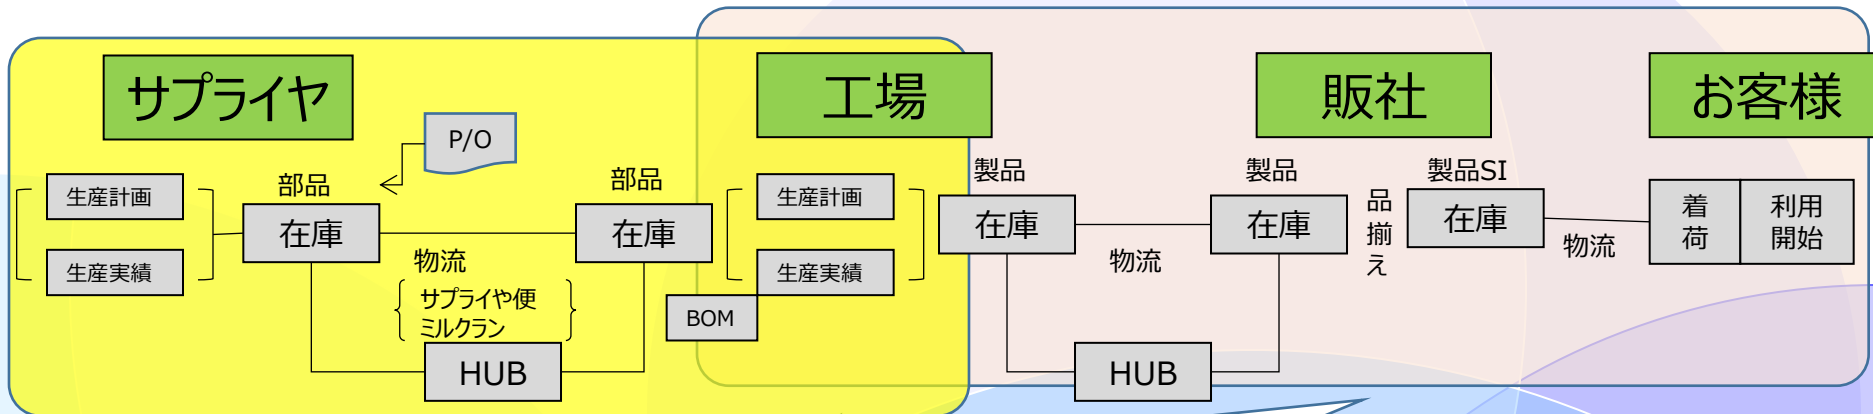 サプライヤ
工場
販社
お客様
P/O
生産計画
生産実績
部品
在庫
物流
サプライや便
ミルクラン
HUB
部品
在庫
生産計画
生産実績
BOM
製品
在庫
物流
HUB
製品
在庫
品
揃
え
製品SI
在庫
物流
着
荷
利用
開始